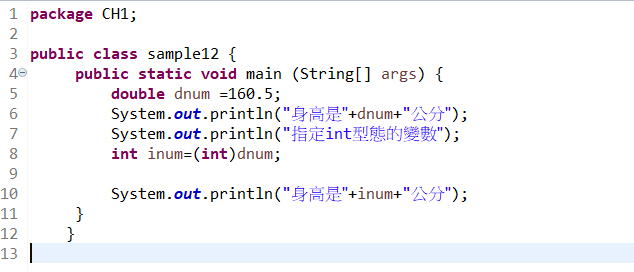 1 package CH1;
2
3 public class sample12 {
4 public static void main (String[] args) {
5 double dnum =160.5;
6 System.out.println("身高是"+dnum+"公分");
7 System.out.println("指定int型態的變數");
8 int inum=(int)dnum;
9
10 System.out.println("身高是"+inum+"公分");
11 }
12 }
13